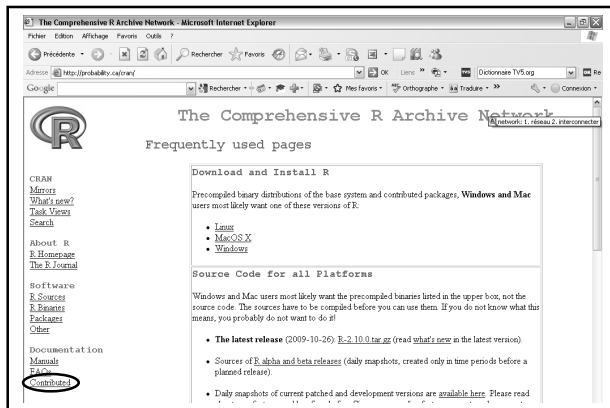 The Comprehensive R Archive Network - Microsoft Internet Explorer
Fichier Edition Affichage Favoris Outils ?
Précédente Rechercher Favoris
Adresse http://probability.ca/cran/ OK Liens » TV5 Dictionnaire TV5.org OK Re
Google Rechercher Mes favoris Orthographe Traduire » Connexion
R
The Comprehensive R Archive Network
network: 1. réseau 2. interconnecter
Frequently used pages
CRAN
Mirrors
What's new?
Task Views
Search
About R
R Homepage
The R Journal
Software
R Sources
R Binaries
Packages
Other
Documentation
Manuals
FAQs
Contributed
Download and Install R
Precompiled binary distributions of the base system and contributed packages, Windows and Mac
users most likely want one of these versions of R:
• Linux
• MacOS X
• Windows
Source Code for all Platforms
Windows and Mac users most likely want the precompiled binaries listed in the upper box, not the
source code. The sources have to be compiled before you can use them. If you do not know what this
means, you probably do not want to do it!
• The latest release (2009-10-26): R-2.10.0.tar.gz (read what's new in the latest version).
• Sources of R alpha and beta releases (daily snapshots, created only in time periods before a
planned release).
• Daily snapshots of current patched and development versions are available here. Please read